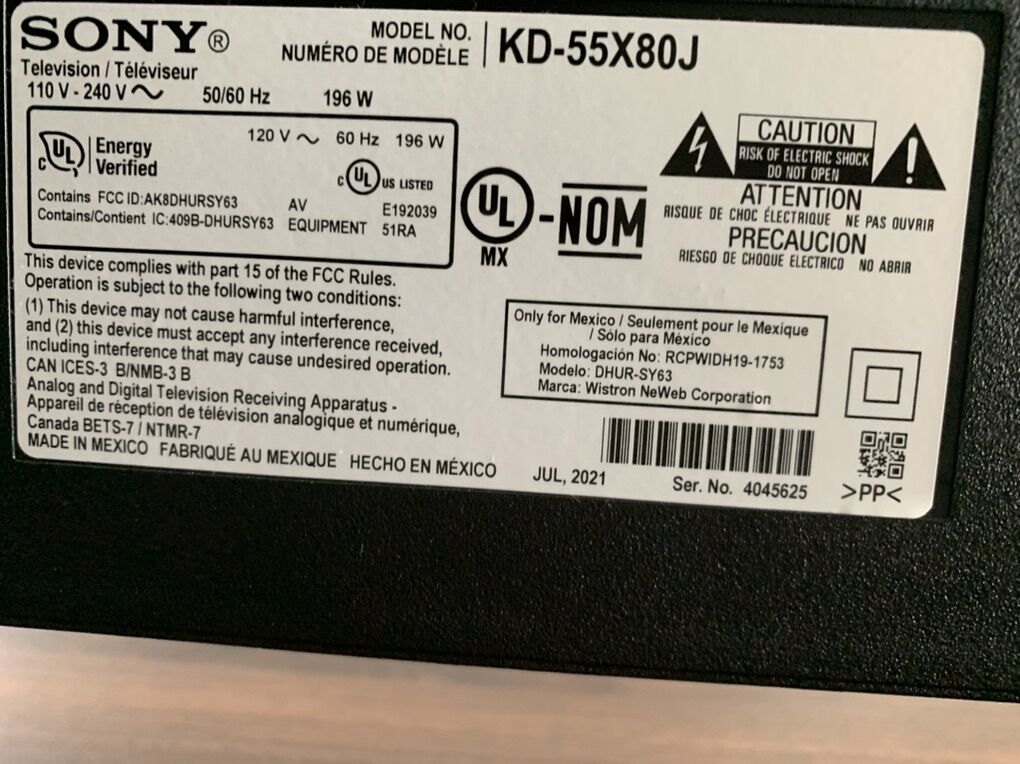 SONY®
MODEL NO.
NUMÉRO DE MODÈLE
KD-55X80J
Television / Téléviseur
110 V - 240 V 50/60 Hz 196 W
120 V 60 Hz 196 W
C UL Energy
Verified
C UL US LISTED
Contains FCC ID:AK8DHURSY63
Contains/Contient IC:409B-DHURSY63
AV
EQUIPMENT
E192039
51RA
UL-NOM
MX
CAUTION
RISK OF ELECTRIC SHOCK
DO NOT OPEN
ATTENTION
RISQUE DE CHOC ÉLECTRIQUE NE PAS OUVRIR
PRECAUCION
RIESGO DE CHOQUE ELECTRICO NO ABRIR
This device complies with part 15 of the FCC Rules.
Operation is subject to the following two conditions:
(1) This device may not cause harmful interference,
and (2) this device must accept any interference received,
including interference that may cause undesired operation.
CAN ICES-3 B/NMB-3 B
Analog and Digital Television Receiving Apparatus -
Appareil de réception de télévision analogique et numérique,
Canada BETS-7 / NTMR-7
MADE IN MEXICO FABRIQUÉ AU MEXIQUE HECHO EN MÉXICO
Only for Mexico / Seulement pour le Mexique
/ Sólo para México
Homologación No: RCPWIDH19-1753
Modelo: DHUR-SY63
Marca: Wistron NeWeb Corporation
JUL, 2021
Ser. No. 4045625
>PP<